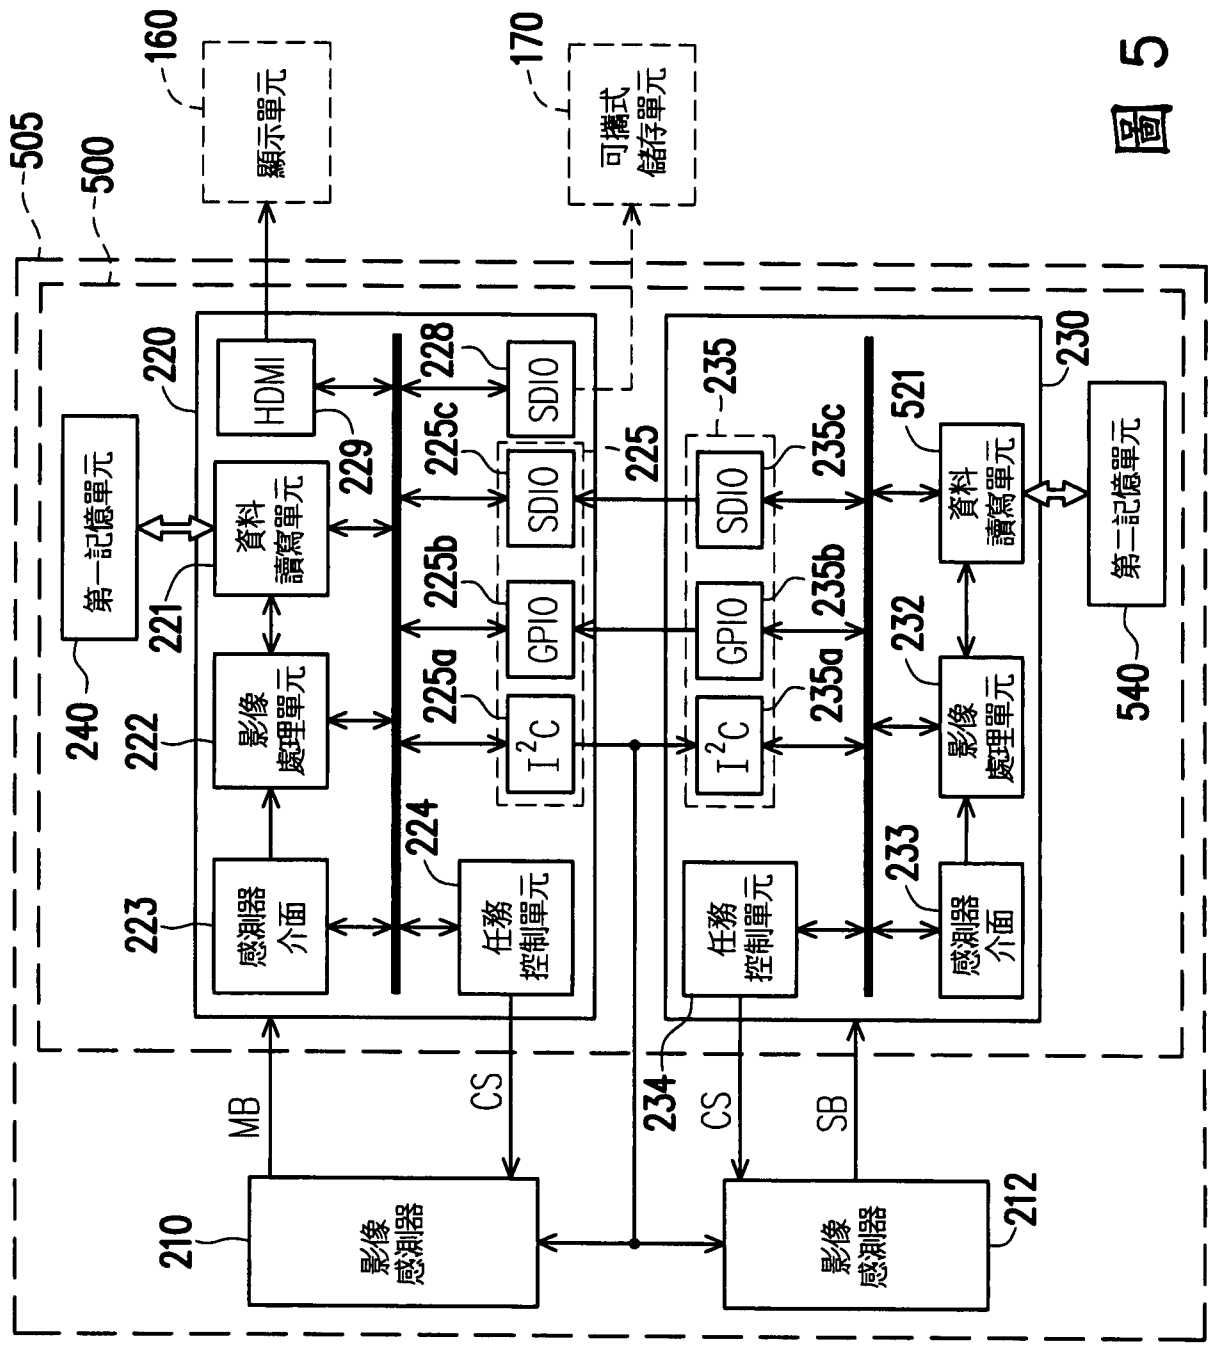 505
500
160
顯示單元
170
可攜式
儲存單元
240
第一記憶單元
220
HDMI
229
221
資料
讀寫單元
222
影像
處理單元
223
感測器
介面
224
任務
控制單元
225a
I²C
225b
GPIO
225c
SDIO
228
SDIO
225
235
234
任務
控制單元
235a
I²C
235b
GPIO
235c
SDIO
233
感測器
介面
232
影像
處理單元
521
資料
讀寫單元
230
540
第二記憶單元
MB
CS
CS
SB
210
影像
感測器
212
影像
感測器
圖 5